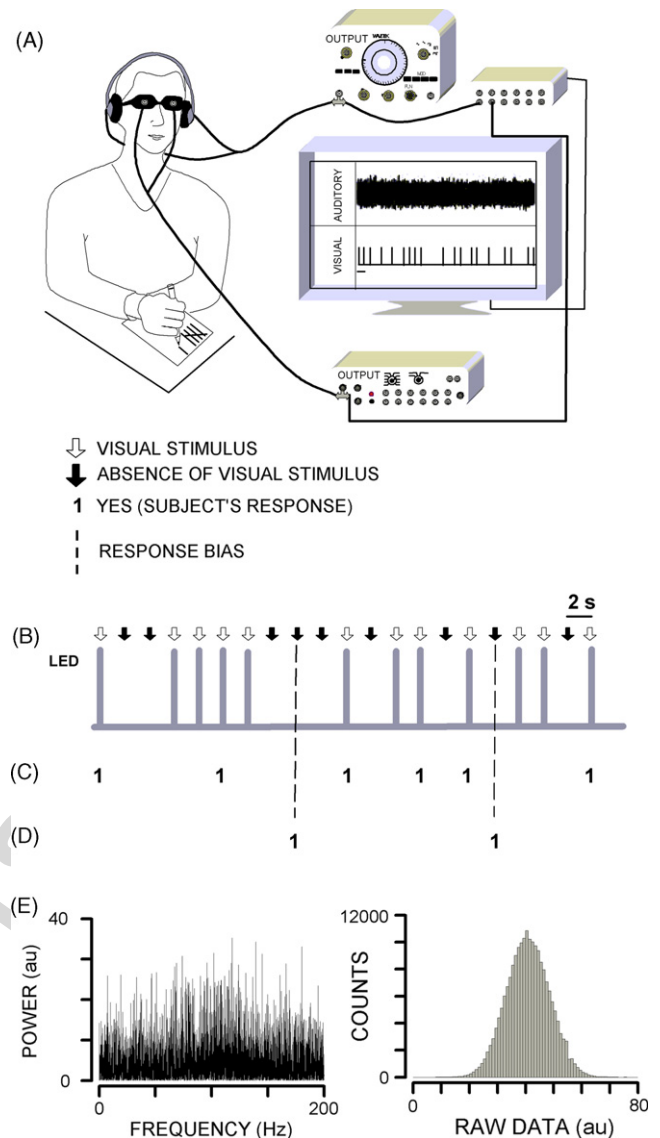 (A)
OUTPUT
WAVTEK
AUDITORY
VISUAL
OUTPUT
VISUAL STIMULUS
ABSENCE OF VISUAL STIMULUS
1 YES (SUBJECT'S RESPONSE)
RESPONSE BIAS
2 s
(B)
LED
(C) 1 1 1 1 1 1
(D) 1 1
(E)
40
POWER (au)
0
0 200
FREQUENCY (Hz)
12000
COUNTS
0
0 80
RAW DATA (au)